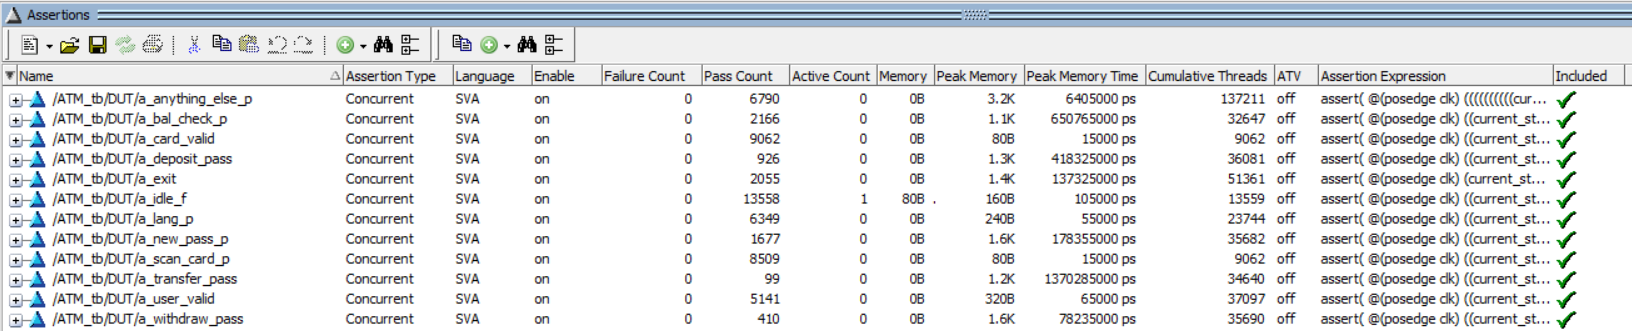 Assertions
Name Assertion Type Language Enable Failure Count Pass Count Active Count Memory Peak Memory Peak Memory Time Cumulative Threads ATV Assertion Expression Included
/ATM_tb/DUT/a_anything_else_p Concurrent SVA on 0 6790 0 0B 3.2K 6405000 ps 137211 off assert( @(posedge clk) ((((((((((cur...
/ATM_tb/DUT/a_bal_check_p Concurrent SVA on 0 2166 0 0B 1.1K 650765000 ps 32647 off assert( @(posedge clk) ((current_st...
/ATM_tb/DUT/a_card_valid Concurrent SVA on 0 9062 0 0B 80B 15000 ps 9062 off assert( @(posedge clk) ((current_st...
/ATM_tb/DUT/a_deposit_pass Concurrent SVA on 0 926 0 0B 1.3K 418325000 ps 36081 off assert( @(posedge clk) ((current_st...
/ATM_tb/DUT/a_exit Concurrent SVA on 0 2055 0 0B 1.4K 137325000 ps 51361 off assert( @(posedge clk) (current_st...
/ATM_tb/DUT/a_idle_f Concurrent SVA on 0 13558 1 80B . 160B 105000 ps 13559 off assert( @(posedge clk) ((current_st...
/ATM_tb/DUT/a_lang_p Concurrent SVA on 0 6349 0 0B 240B 55000 ps 23744 off assert( @(posedge clk) ((current_st...
/ATM_tb/DUT/a_new_pass_p Concurrent SVA on 0 1677 0 0B 1.6K 178355000 ps 35682 off assert( @(posedge clk) ((current_st...
/ATM_tb/DUT/a_scan_card_p Concurrent SVA on 0 8509 0 0B 80B 15000 ps 9062 off assert( @(posedge clk) ((current_st...
/ATM_tb/DUT/a_transfer_pass Concurrent SVA on 0 99 0 0B 1.2K 1370285000 ps 34640 off assert( @(posedge clk) ((current_st...
/ATM_tb/DUT/a_user_valid Concurrent SVA on 0 5141 0 0B 320B 65000 ps 37097 off assert( @(posedge clk) ((current_st...
/ATM_tb/DUT/a_withdraw_pass Concurrent SVA on 0 410 0 0B 1.6K 78235000 ps 35690 off assert( @(posedge clk) ((current_st...